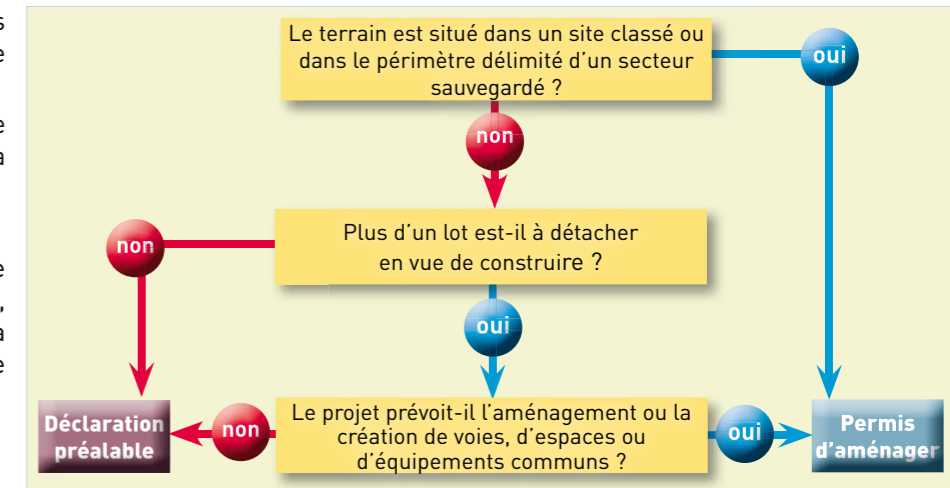 s
e
e
a
e
,
a
e
Le terrain est situé dans un site classé ou
dans le périmètre délimité d'un secteur
sauvegardé ?
oui
non
Plus d'un lot est-il à détacher
en vue de construire ?
non
oui
Le projet prévoit-il l'aménagement ou la
création de voies, d'espaces ou
d'équipements communs ?
non
oui
Déclaration
préalable
Permis
d'aménager